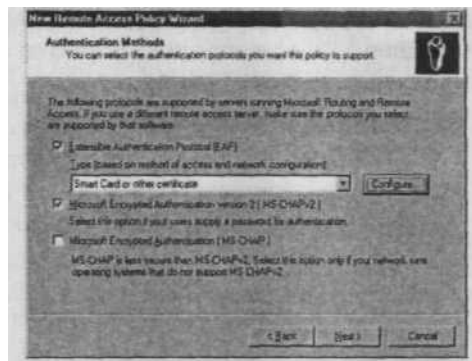 New Remote Access Policy Wizard
Authentication Methods
You can select the authentication protocols you want this policy to support.
The following protocols are supported by servers running Microsoft Routing and Remote
Access. If you use a different remote access server, make sure the protocols you select
are supported by that software.
Extensible Authentication Protocol (EAP)
Type (based on method of access and network configuration):
Smart Card or other certificate
Configure...
Microsoft Encrypted Authentication version 2 (MS-CHAPv2)
Select this option if your users supply a password for authentication.
Microsoft Encrypted Authentication (MS-CHAP)
MS-CHAP is less secure than MS-CHAPv2. Select this option only if your network runs
operating systems that do not support MS-CHAPv2.
< Back
Next >
Cancel